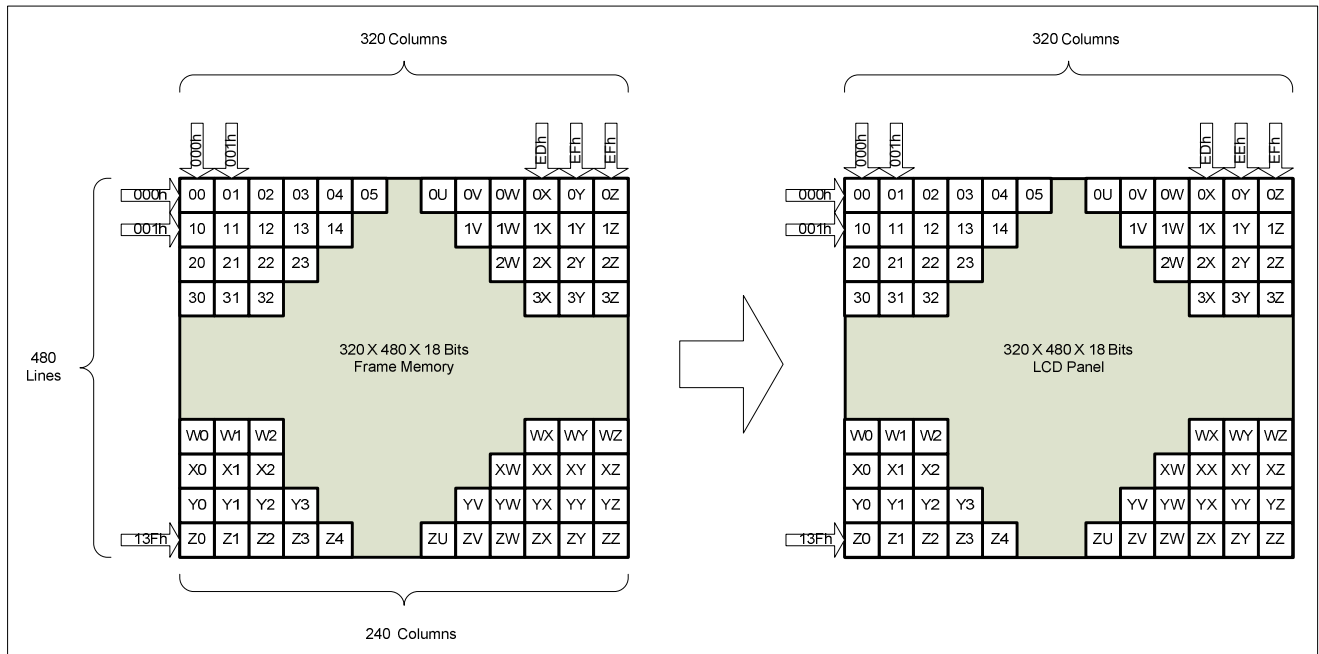 320 Columns 320 Columns
000h 001h EDh EFh EFh 000h 001h EDh EEh EFh
000h 00 01 02 03 04 05 0U 0V 0W 0X 0Y 0Z 000h 00 01 02 03 04 05 0U 0V 0W 0X 0Y 0Z
001h 10 11 12 13 14 1V 1W 1X 1Y 1Z 001h 10 11 12 13 14 1V 1W 1X 1Y 1Z
20 21 22 23 2W 2X 2Y 2Z 20 21 22 23 2W 2X 2Y 2Z
30 31 32 3X 3Y 3Z 30 31 32 3X 3Y 3Z
480
Lines
320 X 480 X 18 Bits
Frame Memory
320 X 480 X 18 Bits
LCD Panel
W0 W1 W2 WX WY WZ W0 W1 W2 WX WY WZ
X0 X1 X2 XW XX XY XZ X0 X1 X2 XW XX XY XZ
Y0 Y1 Y2 Y3 YV YW YX YY YZ Y0 Y1 Y2 Y3 YV YW YX YY YZ
13Fh Z0 Z1 Z2 Z3 Z4 ZU ZV ZW ZX ZY ZZ 13Fh Z0 Z1 Z2 Z3 Z4 ZU ZV ZW ZX ZY ZZ
240 Columns